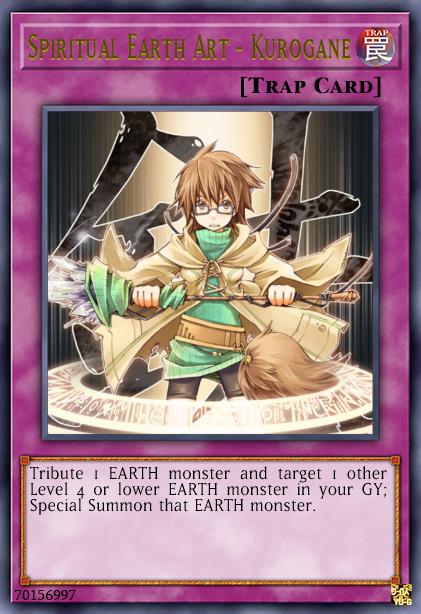 Spiritual Earth Art - Kurogane
TRAP
罠
[Trap Card]
Tribute 1 EARTH monster and target 1 other
Level 4 or lower EARTH monster in your GY;
Special Summon that EARTH monster.
70156997